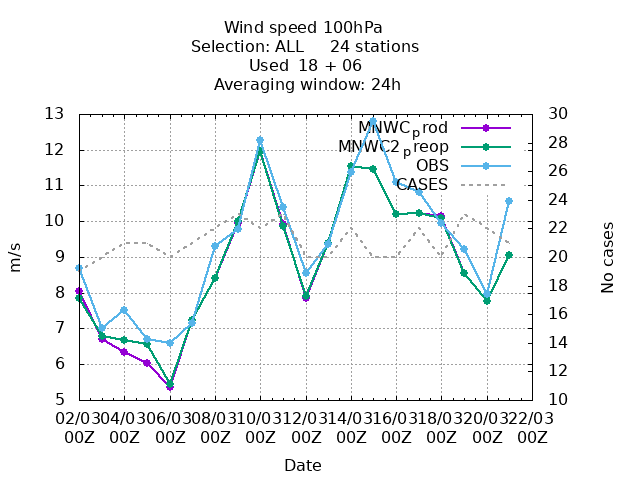 Wind speed 100hPa
Selection: ALL 24 stations
Used 18 + 06
Averaging window: 24h
13 30
12 28
11 26
10 24
9 22
8 20
7 18
6 16
5 14
12
10
MNWCprod
MNWC2preop
OBS
CASES
m/s
No cases
02/03 04/03 06/03 08/03 10/03 12/03 14/03 16/03 18/03 20/03 22/03
00Z 00Z 00Z 00Z 00Z 00Z 00Z 00Z 00Z 00Z 00Z
Date